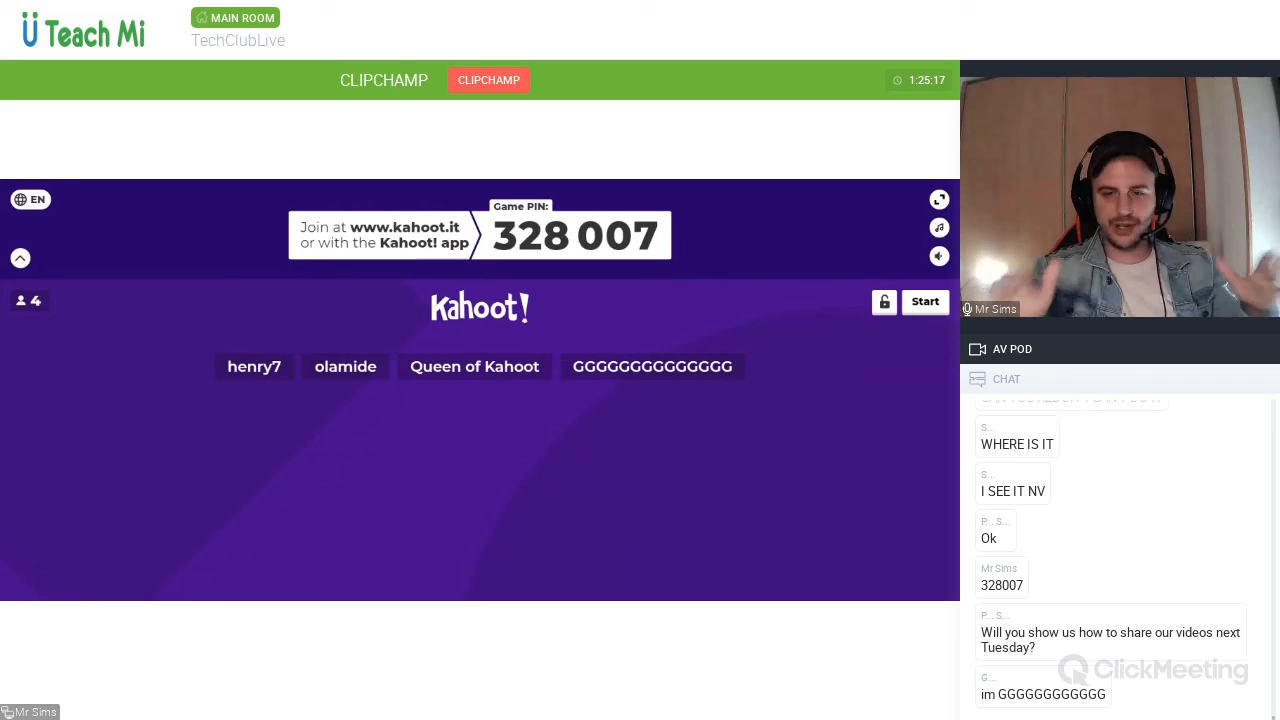 Ü Teach Mi
MAIN ROOM
TechClubLive
CLIPCHAMP
CLIPCHAMP
1:25:17
EN
Join at www.kahoot.it
or with the Kahoot! app
Game PIN:
328 007
4
Kahoot!
Start
henry7
olamide
Queen of Kahoot
GGGGGGGGGGGGGG
Mr Sims
Mr Sims
AV POD
CHAT
S...
WHERE IS IT
S...
I SEE IT NV
P... S...
Ok
Mr Sims
328007
P... S...
Will you show us how to share our videos next
Tuesday?
G...
im GGGGGGGGGGGG
ClickMeeting